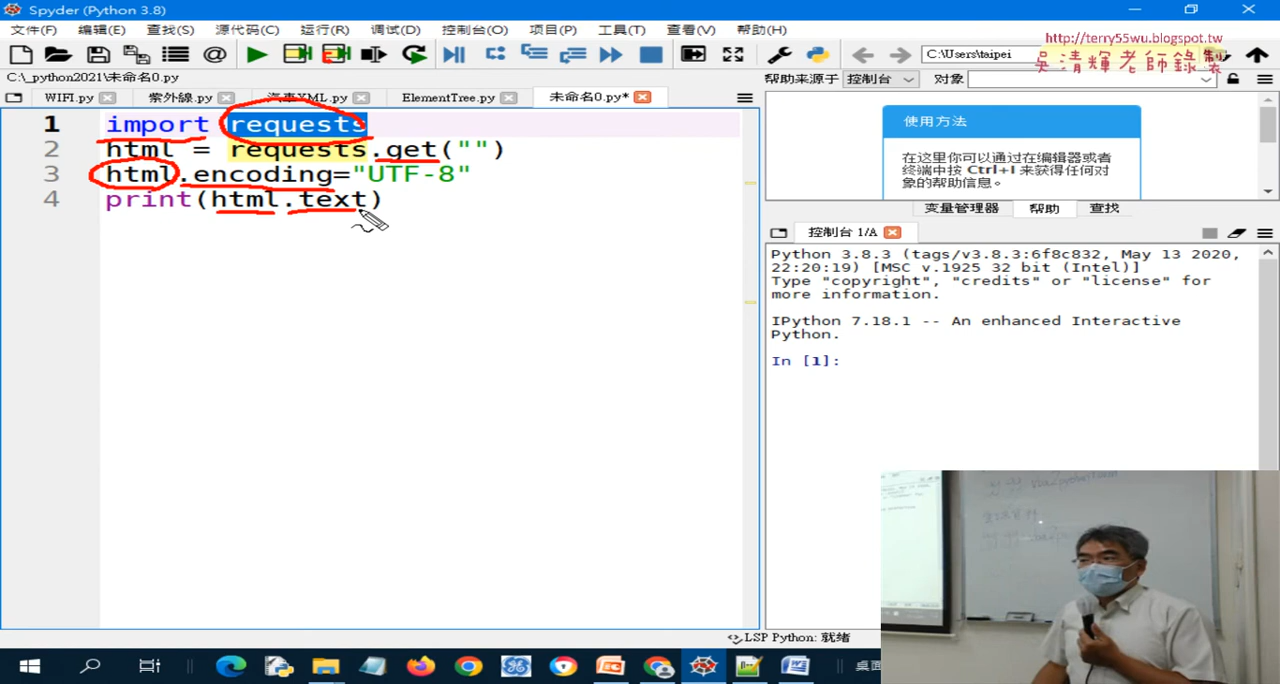 Spyder (Python 3.8)
文件(F) 编辑(E) 查找(S) 源代码(C) 运行(R) 调试(D) 控制台(O) 项目(P) 工具(T) 查看(V) 帮助(H)
http://terry55wu.blogspot.tw
吳清輝老師錄製
C:\Users\taipei
C:\_python2021\未命名0.py
帮助来源于 控制台 对象
WIFI.py 紫外線.py 汽車XML.py ElementTree.py 未命名0.py*
1 import requests
2 html = requests.get("")
3 html.encoding="UTF-8"
4 print(html.text)
使用方法
在这里你可以通过在编辑器或者
终端中按 Ctrl+I 来获得任何对
象的帮助信息。
变量管理器 帮助 查找
控制台 1/A
Python 3.8.3 (tags/v3.8.3:6f8c832, May 13 2020,
22:20:19) [MSC v.1925 32 bit (Intel)]
Type "copyright", "credits" or "license" for
more information.
IPython 7.18.1 -- An enhanced Interactive
Python.
In [1]:
LSP Python: 就绪
桌面